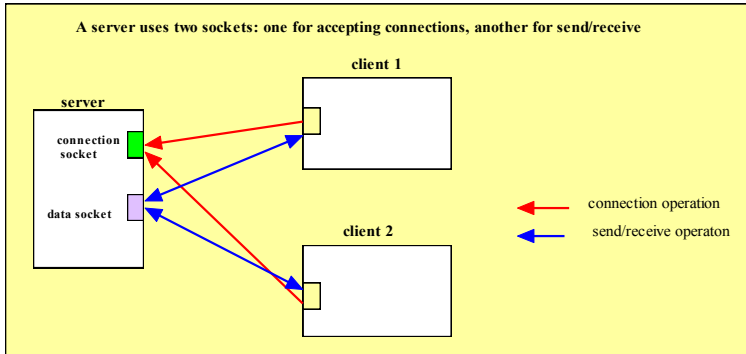 A server uses two sockets: one for accepting connections, another for send/receive
client 1
server
connection
socket
data socket
connection operation
send/receive operaton
client 2